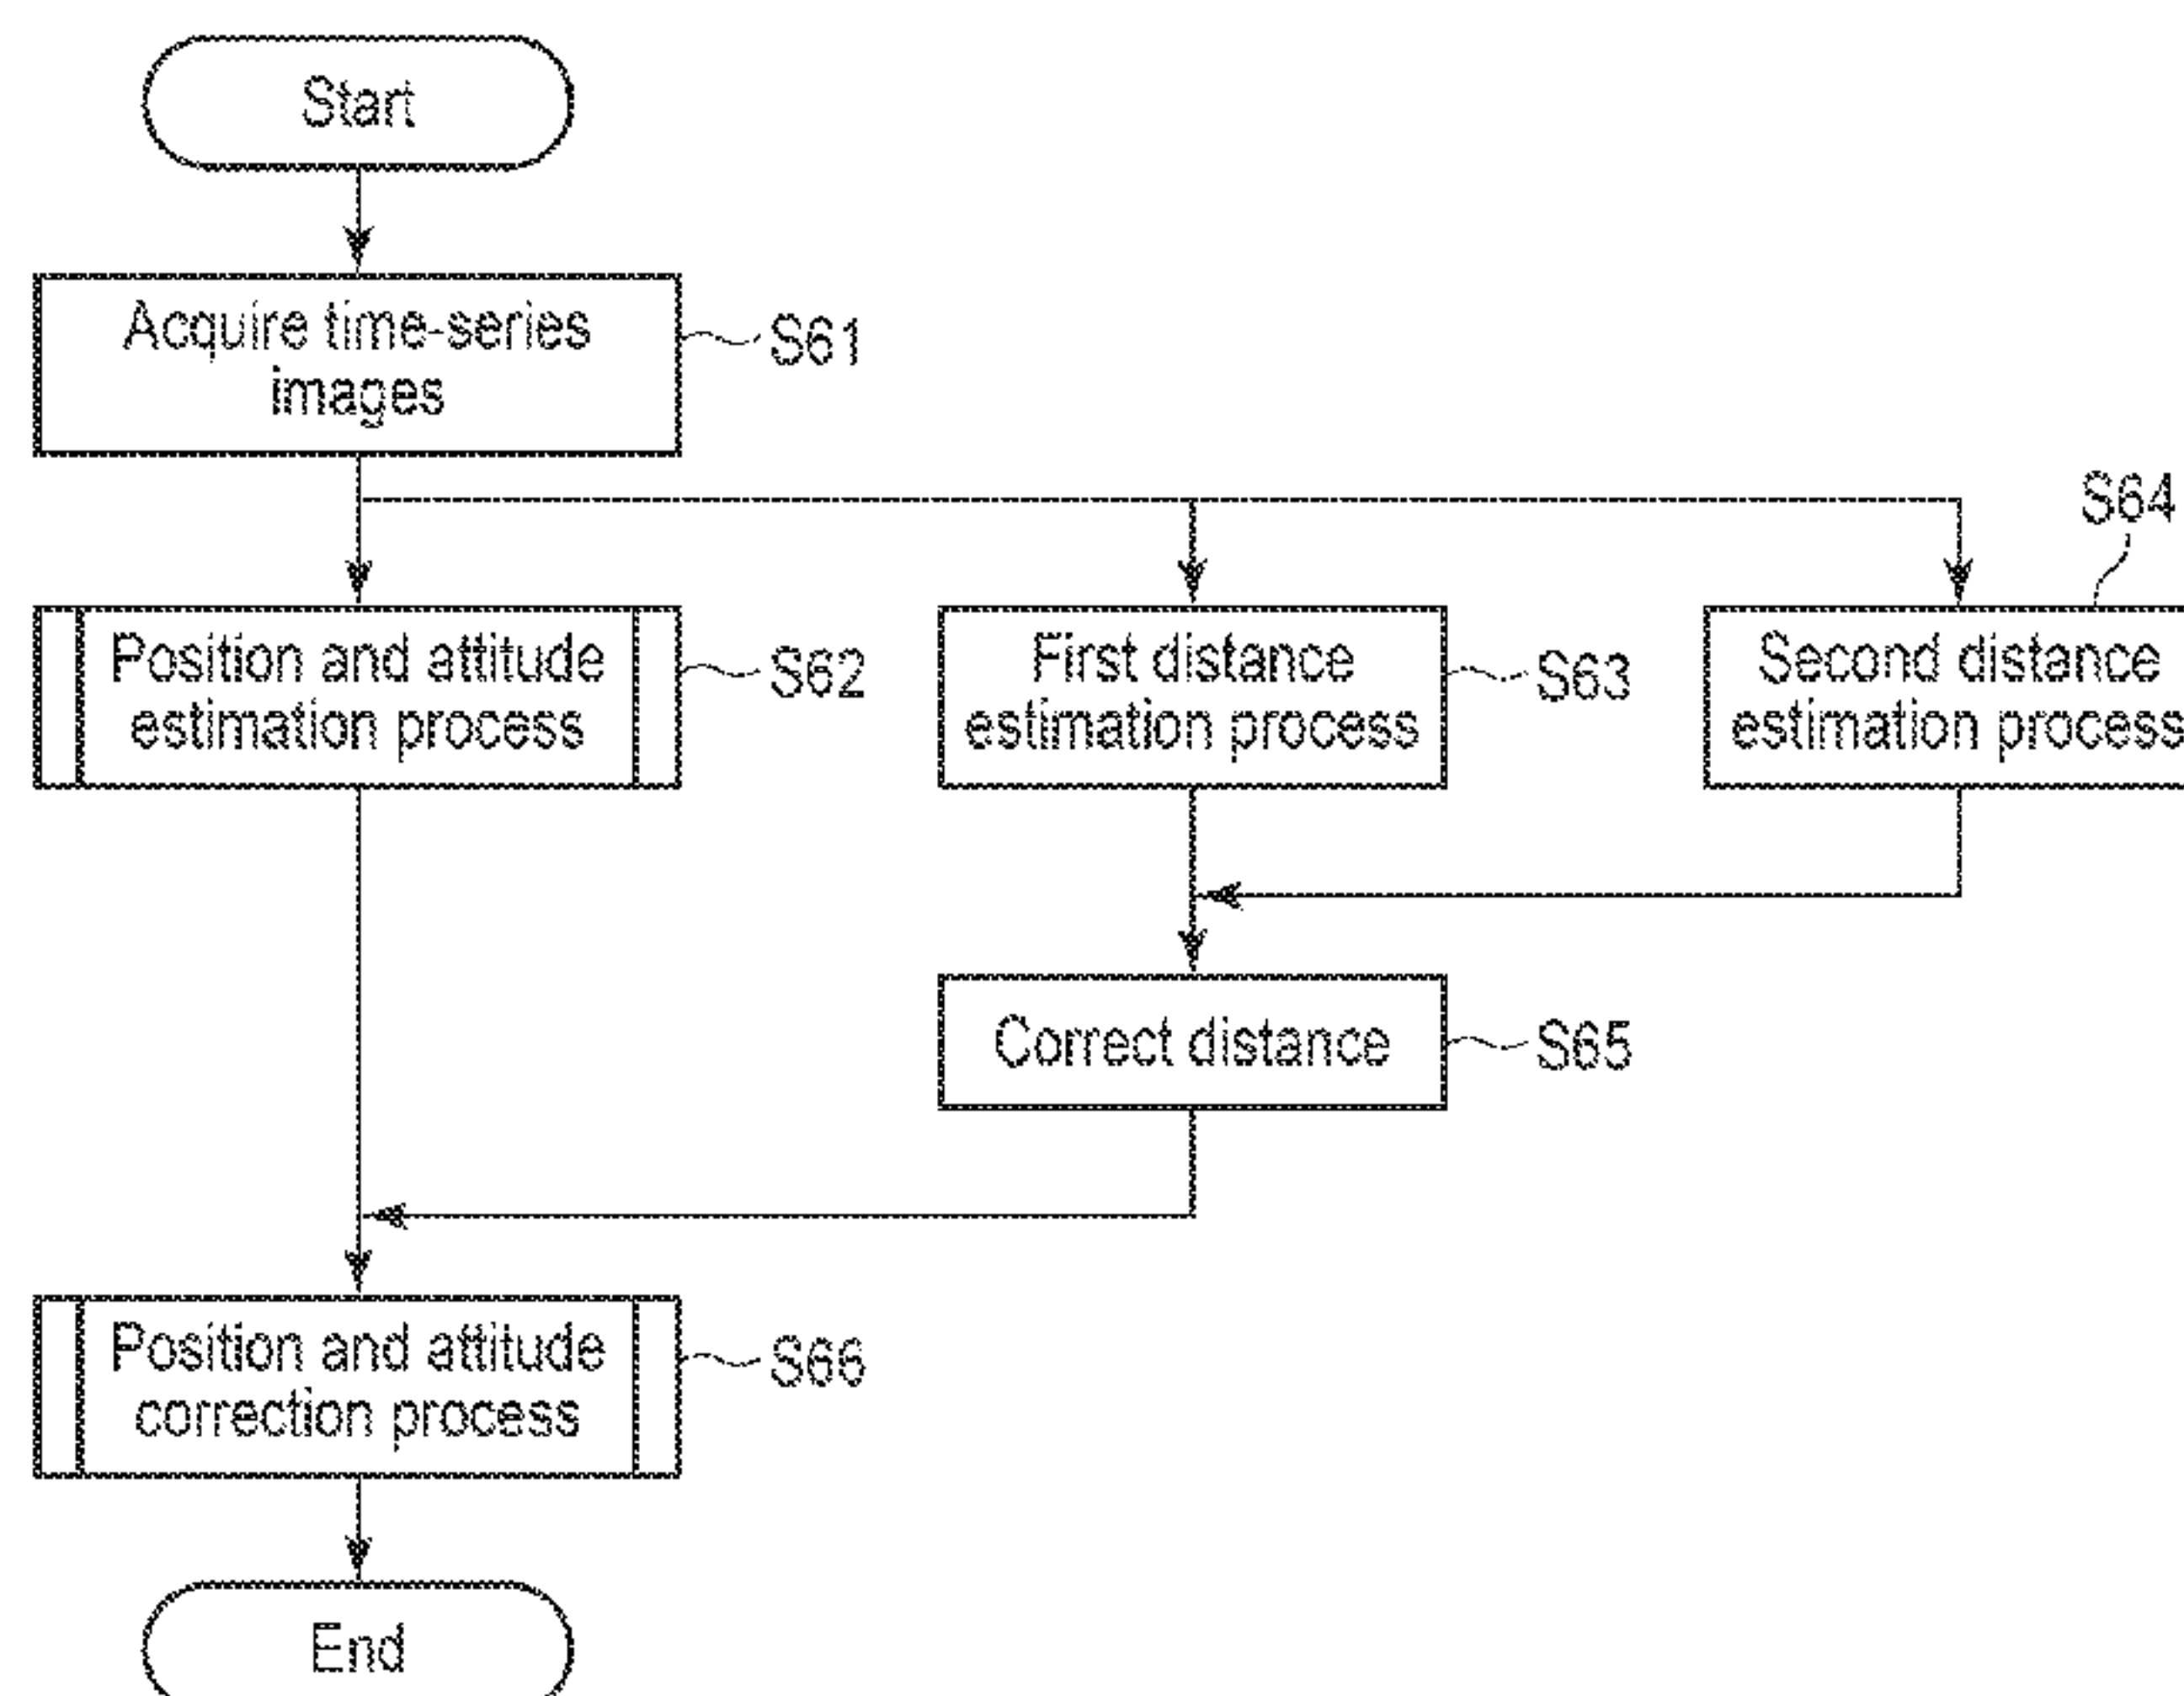 Start
Acquire time-series
images
S61
S64
Position and attitude
estimation process
S62
First distance
estimation process
S63
Second distance
estimation process
Correct distance
S65
Position and attitude
correction process
S66
End